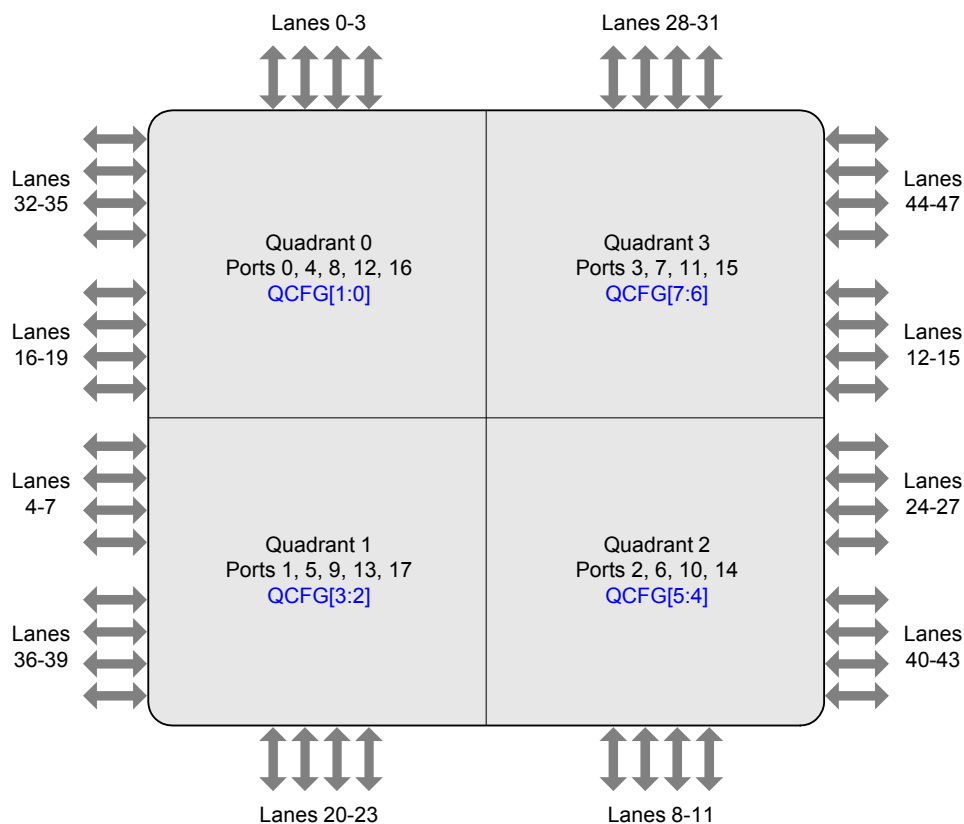 Lanes 0-3
Lanes 28-31
Lanes
32-35
Lanes
44-47
Quadrant 0
Ports 0, 4, 8, 12, 16
QCFG[1:0]
Quadrant 3
Ports 3, 7, 11, 15
QCFG[7:6]
Lanes
16-19
Lanes
12-15
Lanes
4-7
Lanes
24-27
Quadrant 1
Ports 1, 5, 9, 13, 17
QCFG[3:2]
Quadrant 2
Ports 2, 6, 10, 14
QCFG[5:4]
Lanes
36-39
Lanes
40-43
Lanes 20-23
Lanes 8-11